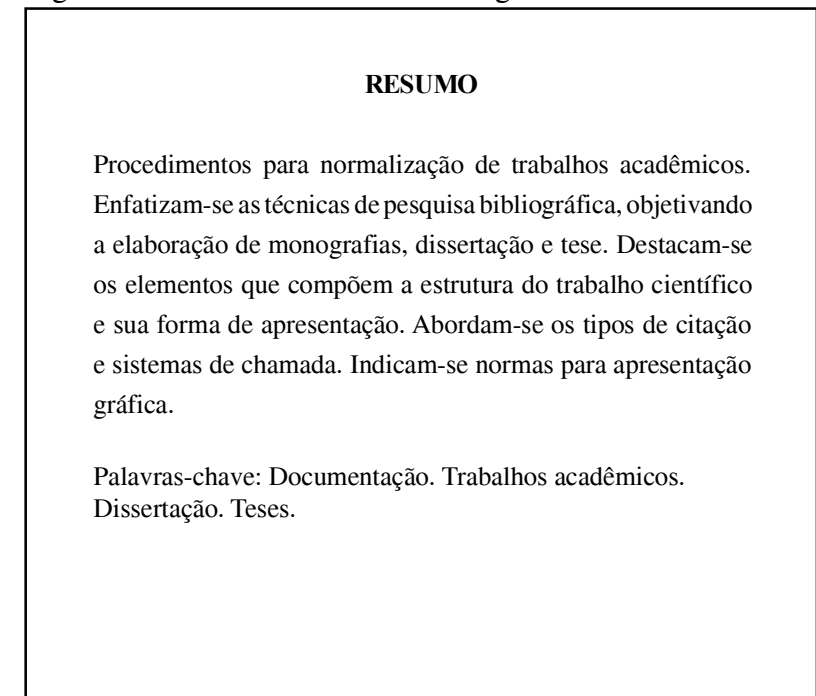 RESUMO
Procedimentos para normalização de trabalhos acadêmicos.
Enfatizam-se as técnicas de pesquisa bibliográfica, objetivando
a elaboração de monografias, dissertação e tese. Destacam-se
os elementos que compõem a estrutura do trabalho científico
e sua forma de apresentação. Abordam-se os tipos de citação
e sistemas de chamada. Indicam-se normas para apresentação
gráfica.
Palavras-chave: Documentação. Trabalhos acadêmicos.
Dissertação. Teses.